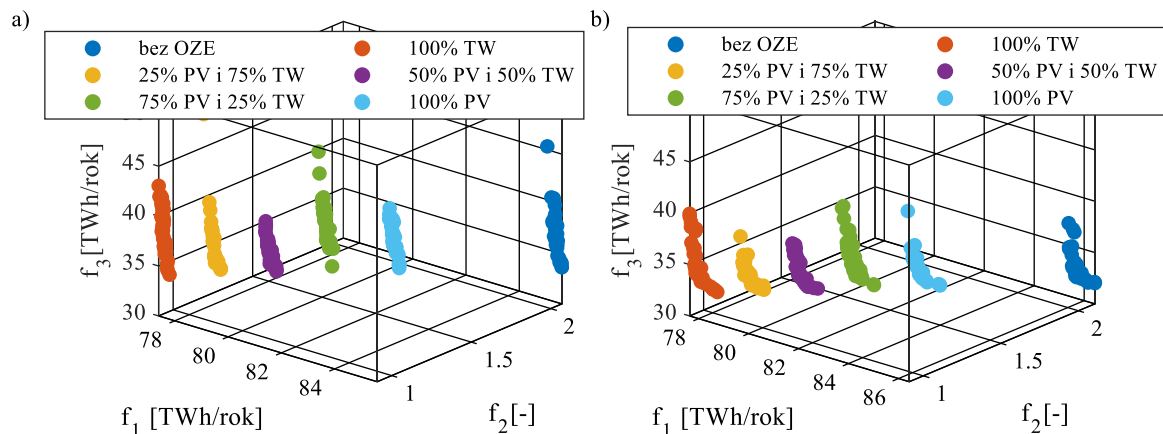 a)
bez OZE
100% TW
25% PV i 75% TW
50% PV i 50% TW
75% PV i 25% TW
100% PV
45
40
35
30
f3[TWh/rok]
78
80
82
84
f1 [TWh/rok]
1
1.5
2
f2[-]
b)
bez OZE
100% TW
25% PV i 75% TW
50% PV i 50% TW
75% PV i 25% TW
100% PV
45
40
35
30
f3[TWh/rok]
78
80
82
84
86
f1 [TWh/rok]
1
1.5
2
f2[-]